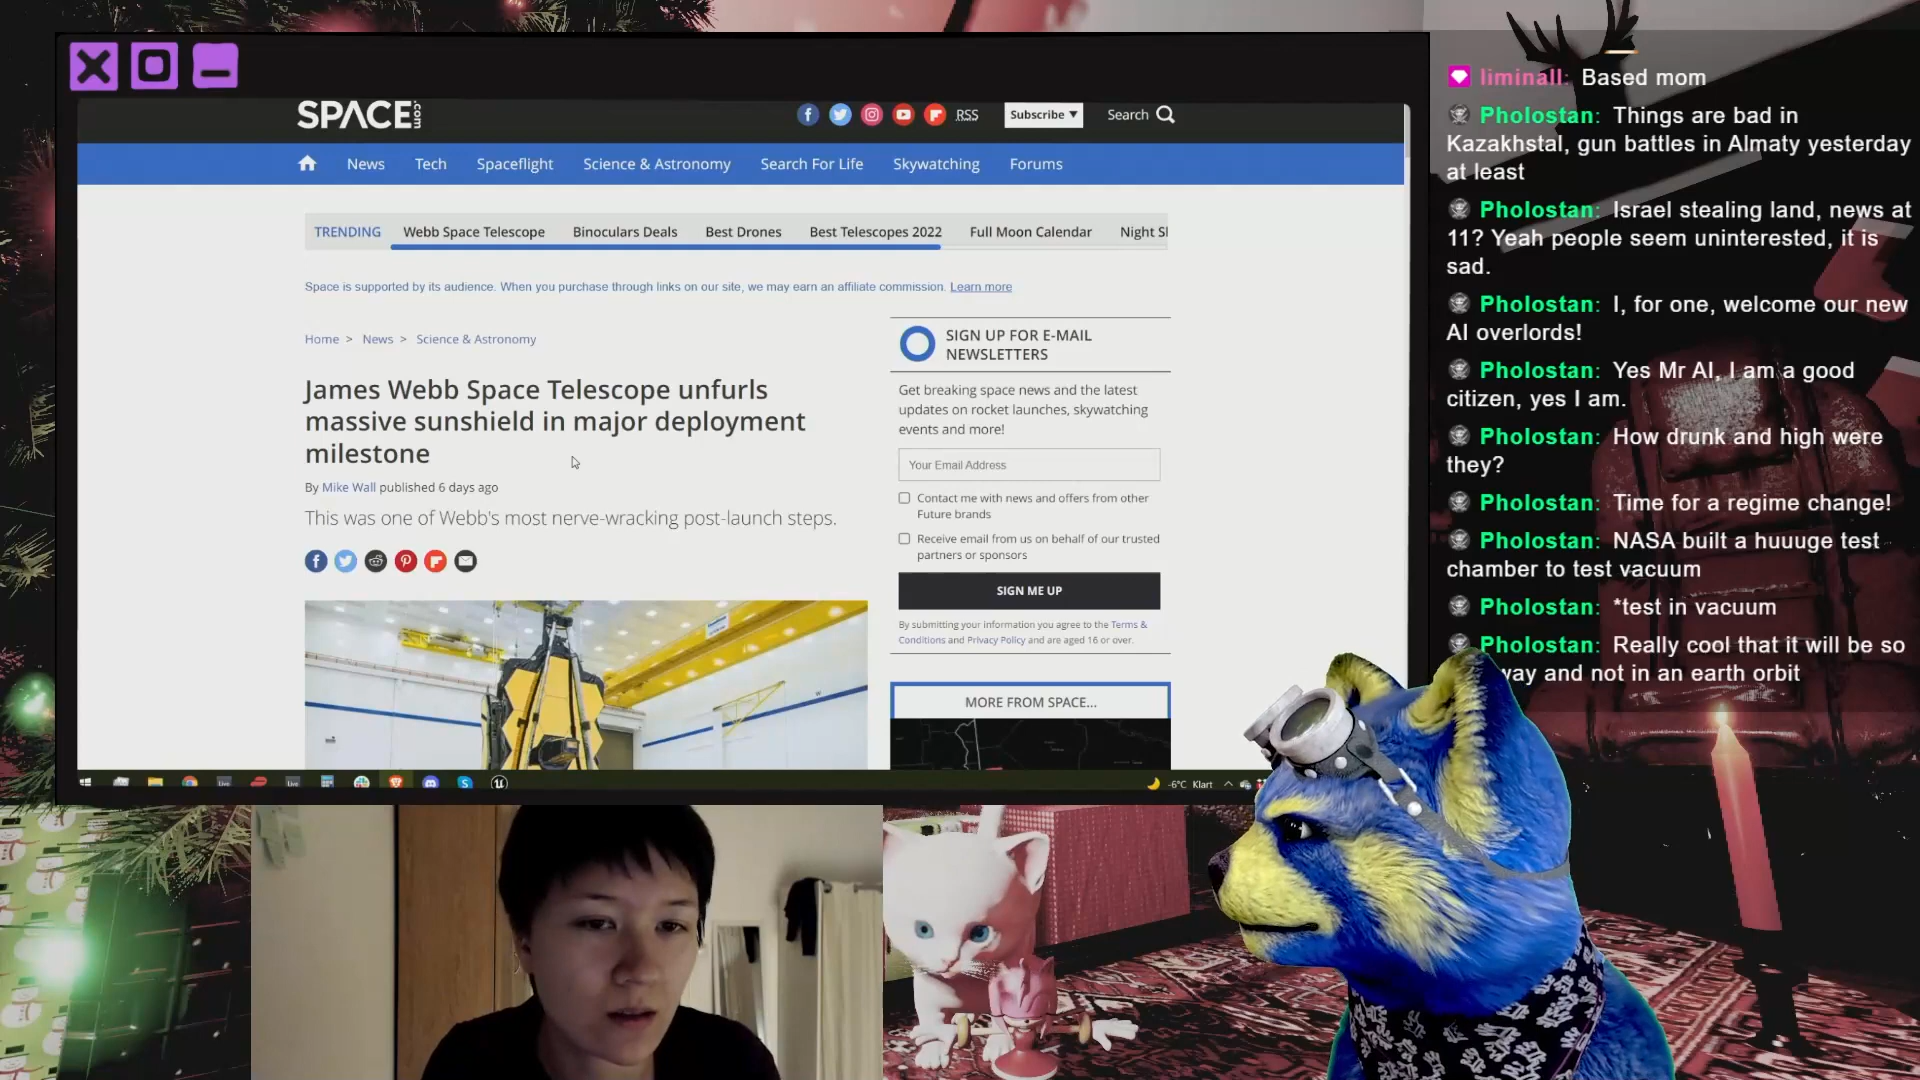 SPACE.com
RSS
Subscribe ▼
Search
News
Tech
Spaceflight
Science & Astronomy
Search For Life
Skywatching
Forums
TRENDING
Webb Space Telescope
Binoculars Deals
Best Drones
Best Telescopes 2022
Full Moon Calendar
Night S
Space is supported by its audience. When you purchase through links on our site, we may earn an affiliate commission. Learn more
Home > News > Science & Astronomy
James Webb Space Telescope unfurls
massive sunshield in major deployment
milestone
By Mike Wall published 6 days ago
This was one of Webb's most nerve-wracking post-launch steps.
SIGN UP FOR E-MAIL
NEWSLETTERS
Get breaking space news and the latest
updates on rocket launches, skywatching
events and more!
Your Email Address
Contact me with news and offers from other
Future brands
Receive email from us on behalf of our trusted
partners or sponsors
SIGN ME UP
By submitting your information you agree to the Terms &
Conditions and Privacy Policy and are aged 16 or over.
MORE FROM SPACE...
-6°C Klart
liminall: Based mom
Pholostan: Things are bad in
Kazakhstal, gun battles in Almaty yesterday
at least
Pholostan: Israel stealing land, news at
11? Yeah people seem uninterested, it is
sad.
Pholostan: I, for one, welcome our new
AI overlords!
Pholostan: Yes Mr AI, I am a good
citizen, yes I am.
Pholostan: How drunk and high were
they?
Pholostan: Time for a regime change!
Pholostan: NASA built a huuuge test
chamber to test vacuum
Pholostan: *test in vacuum
Pholostan: Really cool that it will be so
way and not in an earth orbit